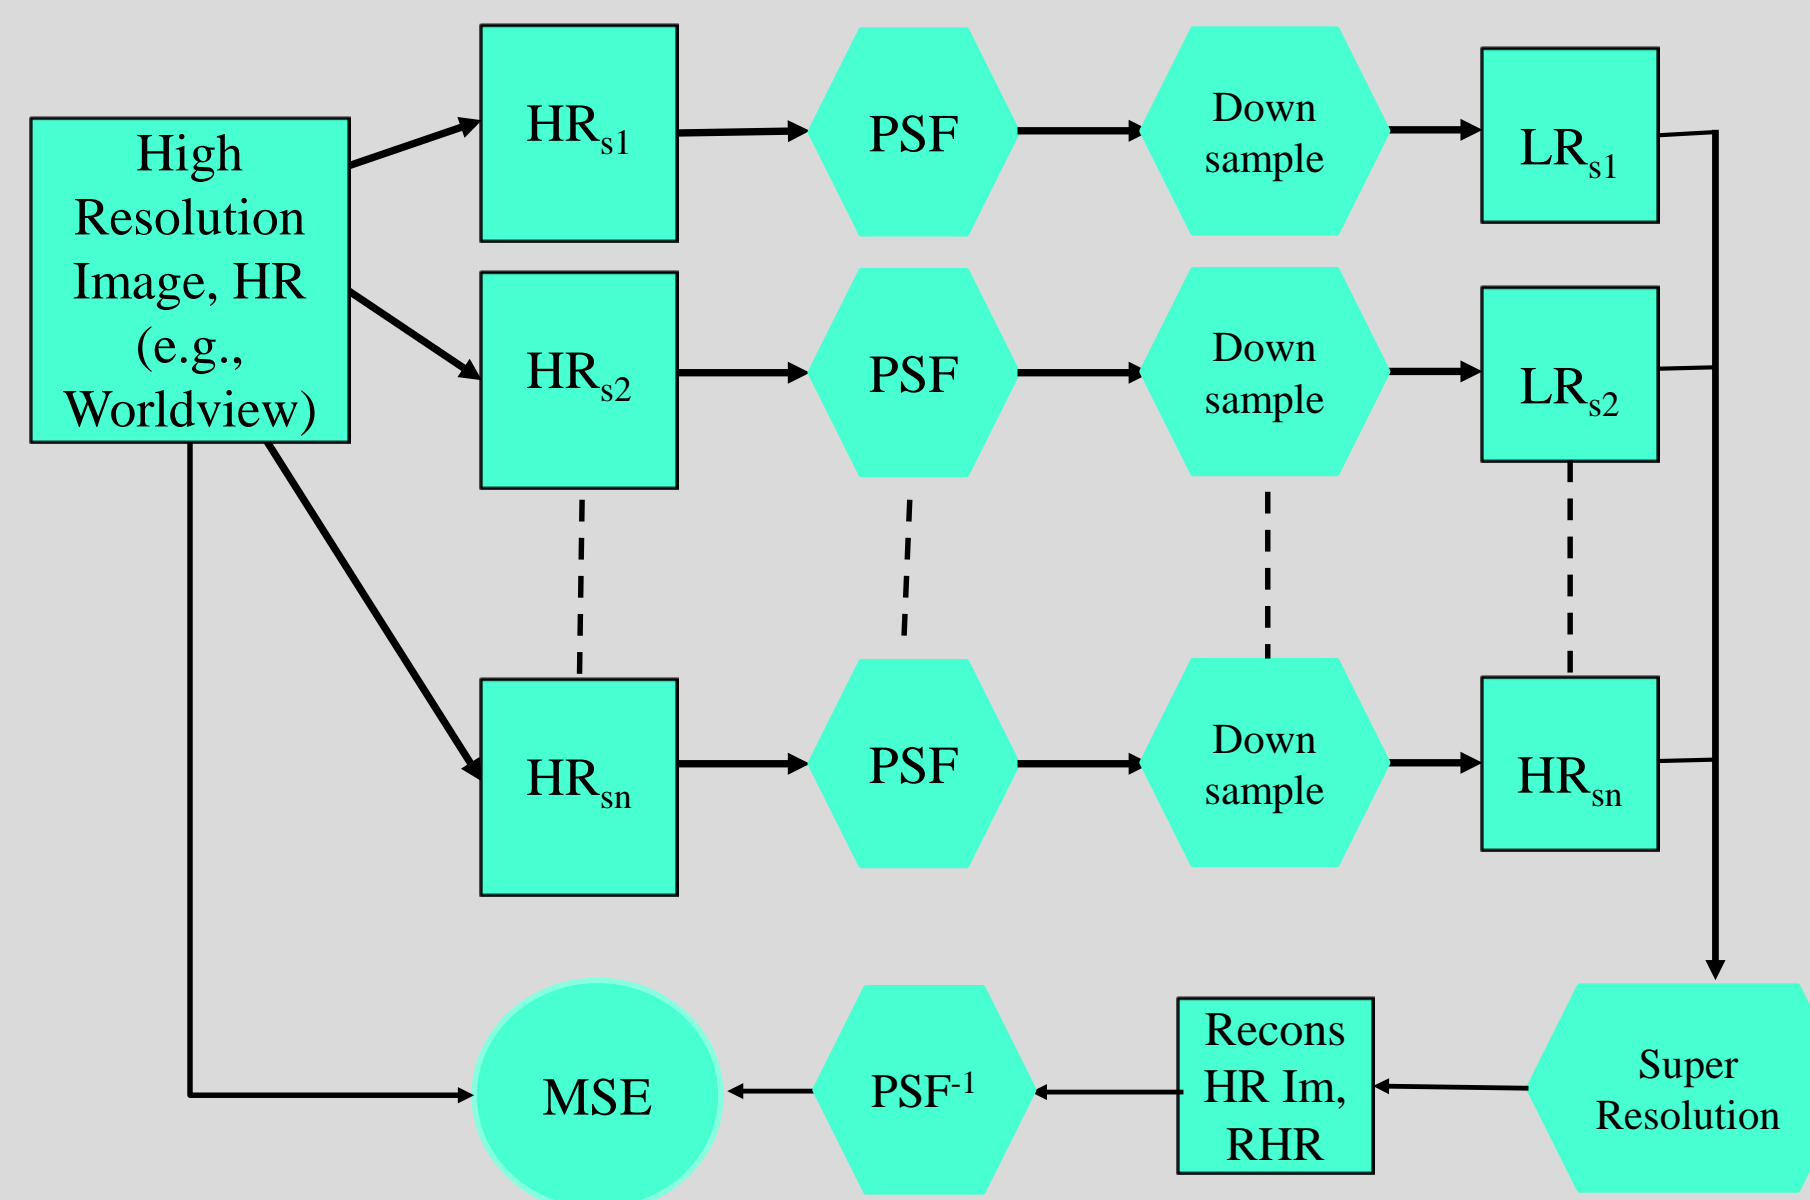 High
Resolution
Image, HR
(e.g.,
Worldview)
HRs1
PSF
Down
sample
LRs1
HRs2
PSF
Down
sample
LRs2
HRsn
PSF
Down
sample
HRsn
MSE
PSF-1
Recons
HR Im,
RHR
Super
Resolution